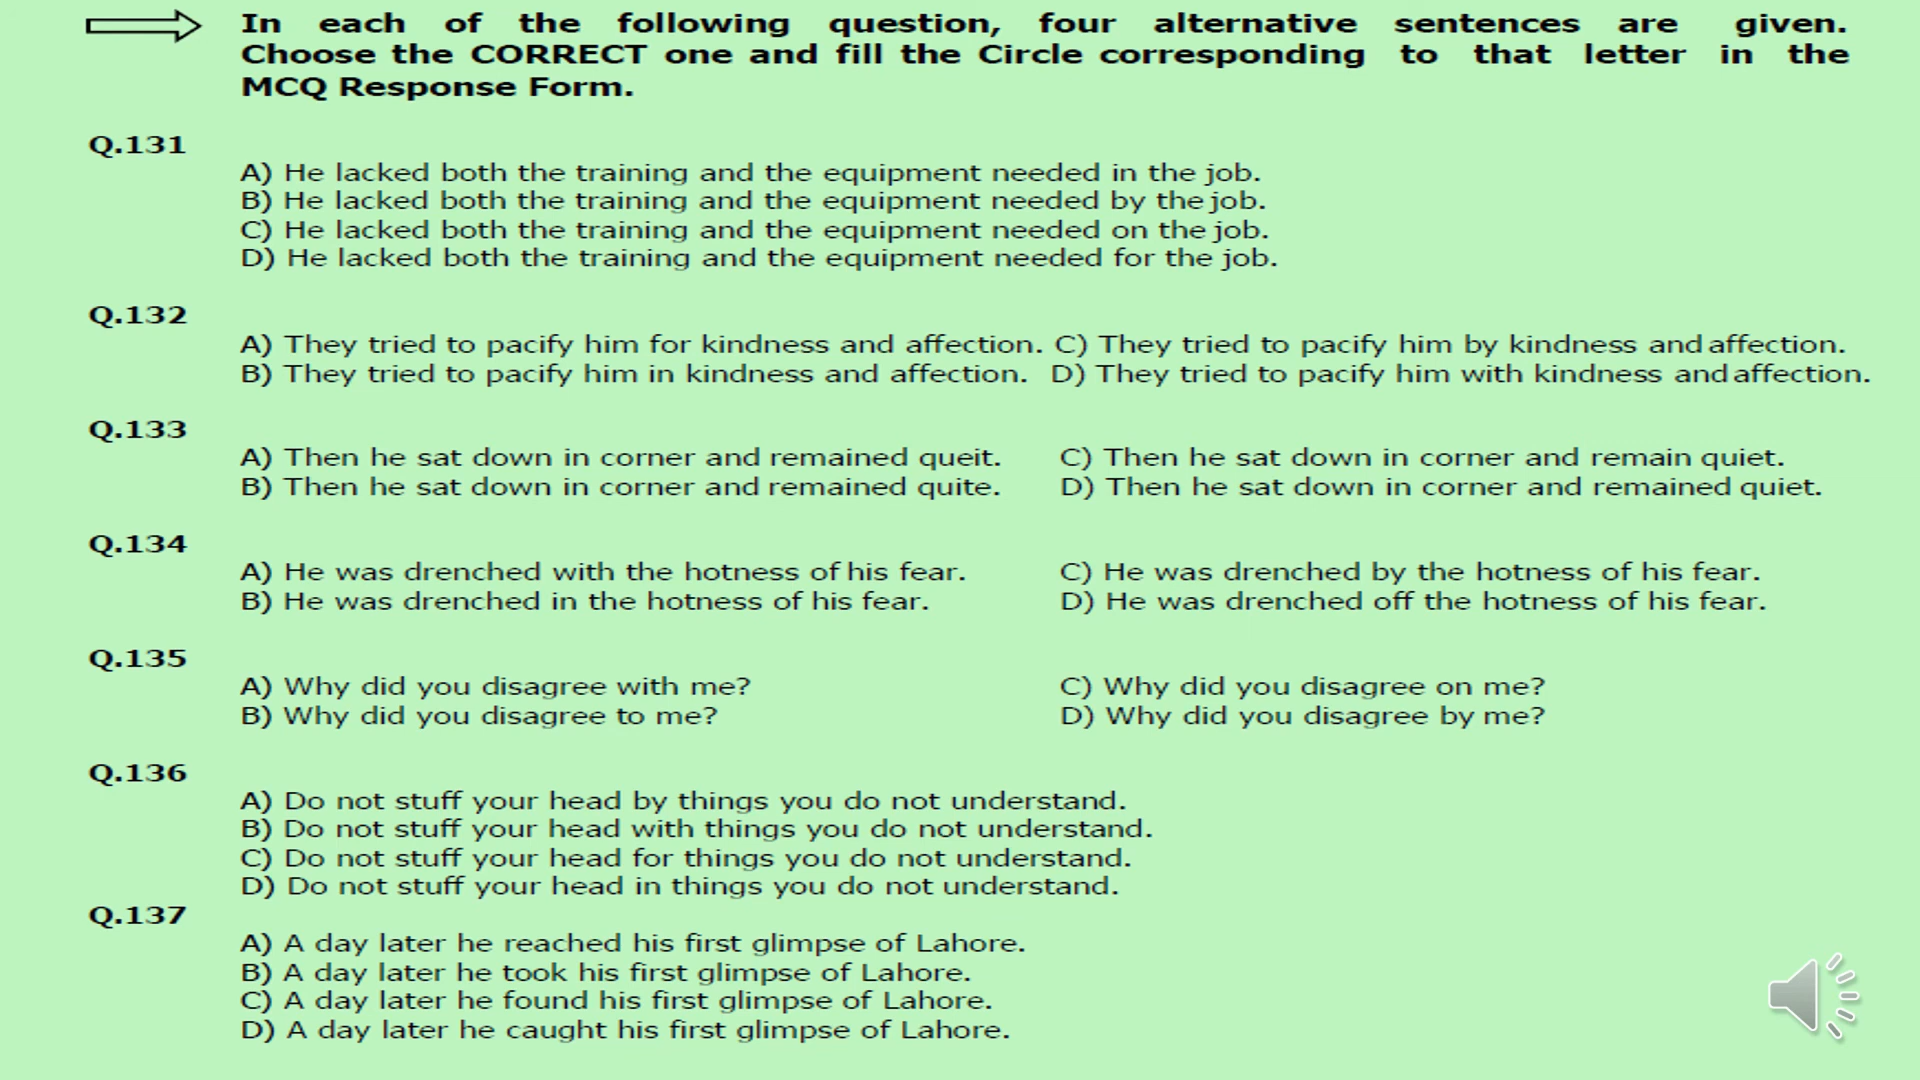 In each of the following question, four alternative sentences are given.
Choose the CORRECT one and fill the Circle corresponding to that letter in the
MCQ Response Form.
Q.131
A) He lacked both the training and the equipment needed in the job.
B) He lacked both the training and the equipment needed by the job.
C) He lacked both the training and the equipment needed on the job.
D) He lacked both the training and the equipment needed for the job.
Q.132
A) They tried to pacify him for kindness and affection. C) They tried to pacify him by kindness and affection.
B) They tried to pacify him in kindness and affection. D) They tried to pacify him with kindness and affection.
Q.133
A) Then he sat down in corner and remained queit. C) Then he sat down in corner and remain quiet.
B) Then he sat down in corner and remained quite. D) Then he sat down in corner and remained quiet.
Q.134
A) He was drenched with the hotness of his fear. C) He was drenched by the hotness of his fear.
B) He was drenched in the hotness of his fear. D) He was drenched off the hotness of his fear.
Q.135
A) Why did you disagree with me? C) Why did you disagree on me?
B) Why did you disagree to me? D) Why did you disagree by me?
Q.136
A) Do not stuff your head by things you do not understand.
B) Do not stuff your head with things you do not understand.
C) Do not stuff your head for things you do not understand.
D) Do not stuff your head in things you do not understand.
Q.137
A) A day later he reached his first glimpse of Lahore.
B) A day later he took his first glimpse of Lahore.
C) A day later he found his first glimpse of Lahore.
D) A day later he caught his first glimpse of Lahore.